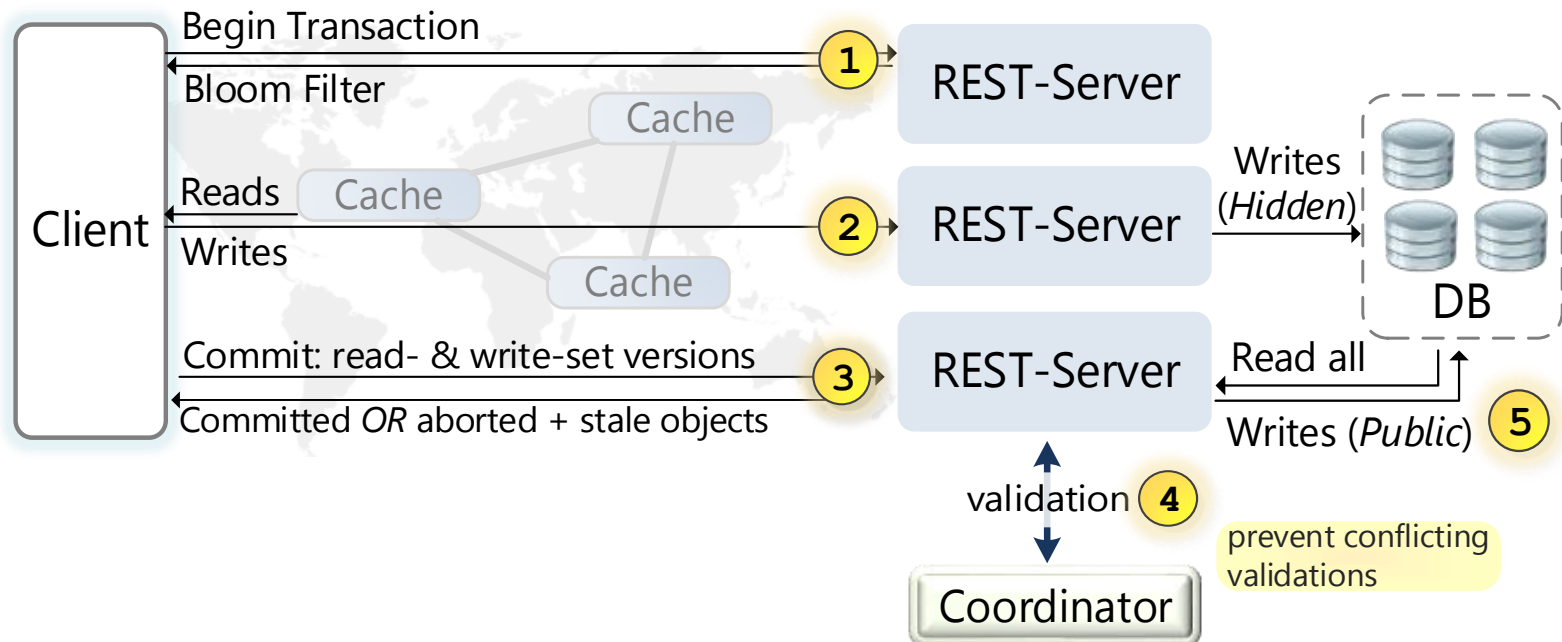 Begin Transaction
1
Bloom Filter
REST-Server
Cache
Client
Reads
Cache
Writes
2
REST-Server
Writes
(Hidden)
Cache
DB
Commit: read- & write-set versions
3
Committed OR aborted + stale objects
REST-Server
Read all
Writes (Public)
5
validation
4
prevent conflicting
validations
Coordinator